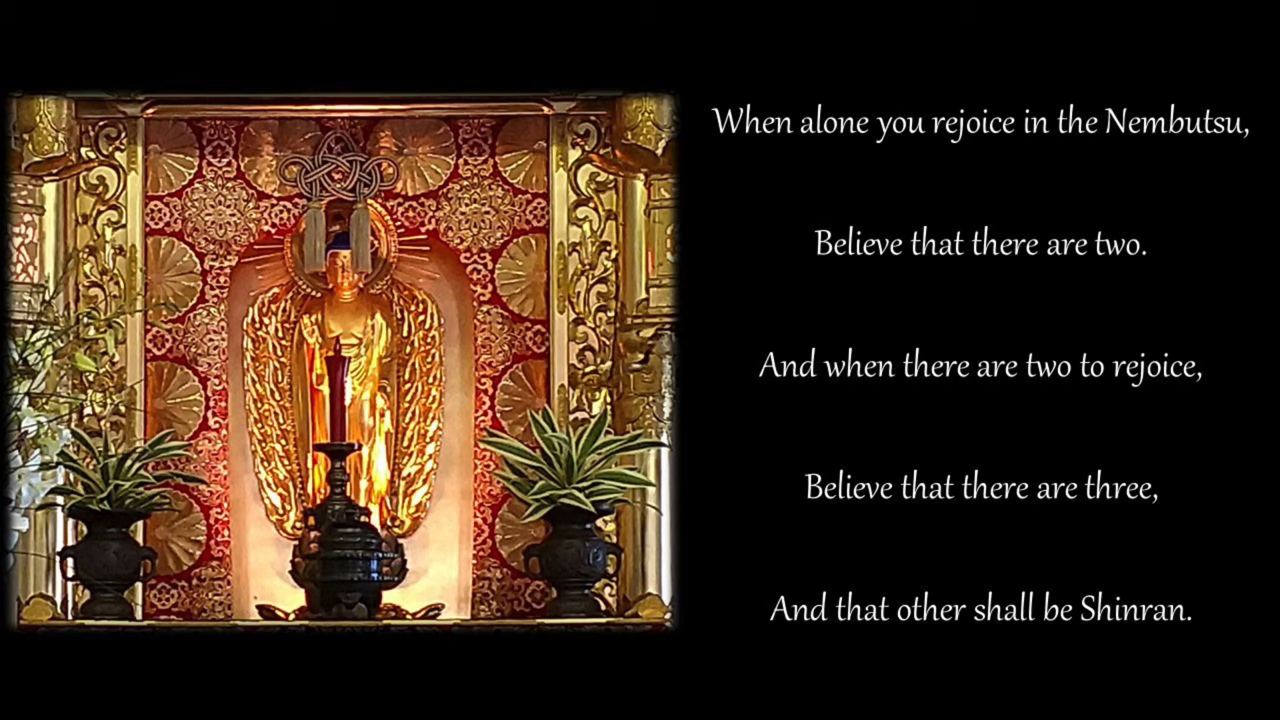 When alone you rejoice in the Nembutsu,
Believe that there are two.
And when there are two to rejoice,
Believe that there are three,
And that other shall be Shinran.